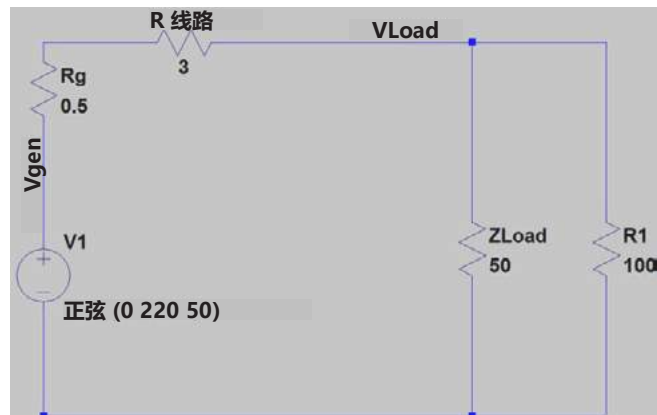 R 线路
3
VLoad
Rg
0.5
Vgen
V1
正弦 (0 220 50)
ZLoad
50
R1
100